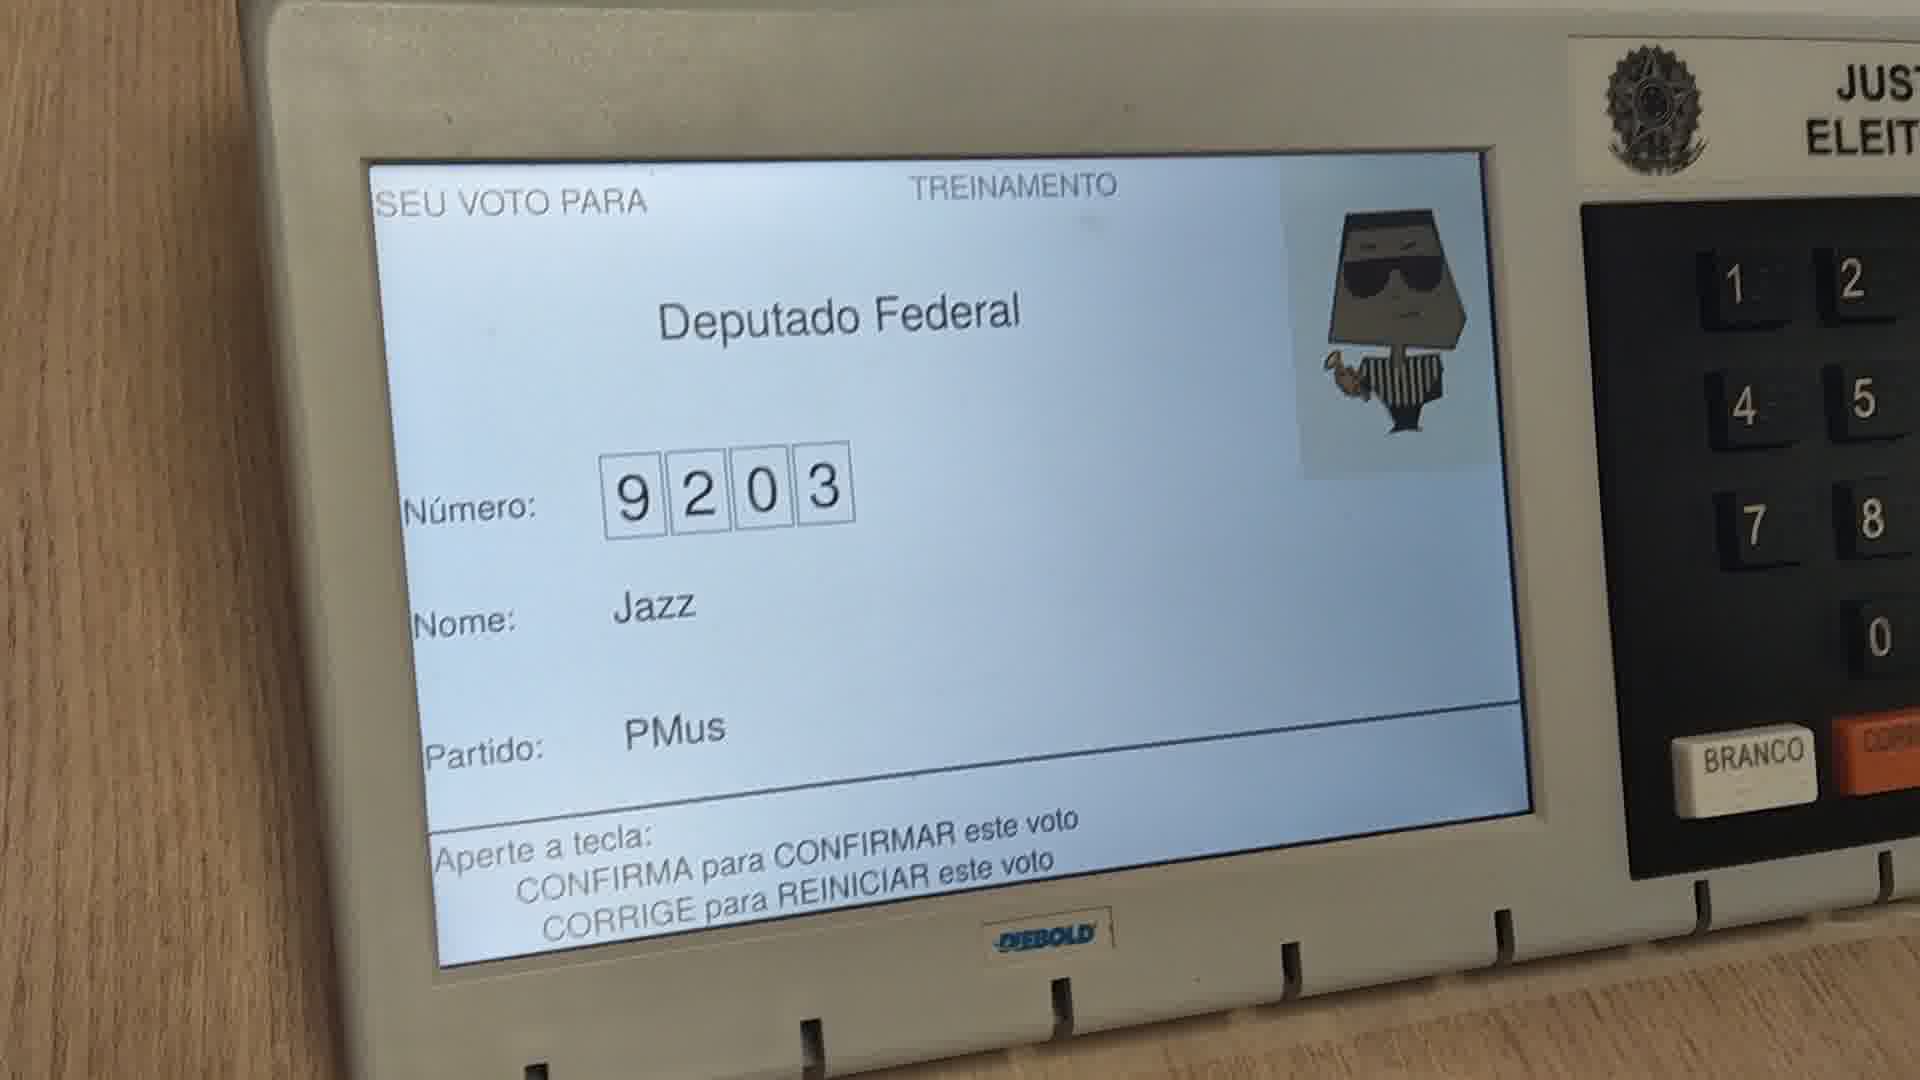 SEU VOTO PARA
TREINAMENTO
Deputado Federal
Número: 9 2 0 3
Nome: Jazz
Partido: PMus
Aperte a tecla:
CONFIRMA para CONFIRMAR este voto
CORRIGE para REINICIAR este voto
DIEBOLD
JUST
ELEIT
1 2
4 5
7 8
0
BRANCO